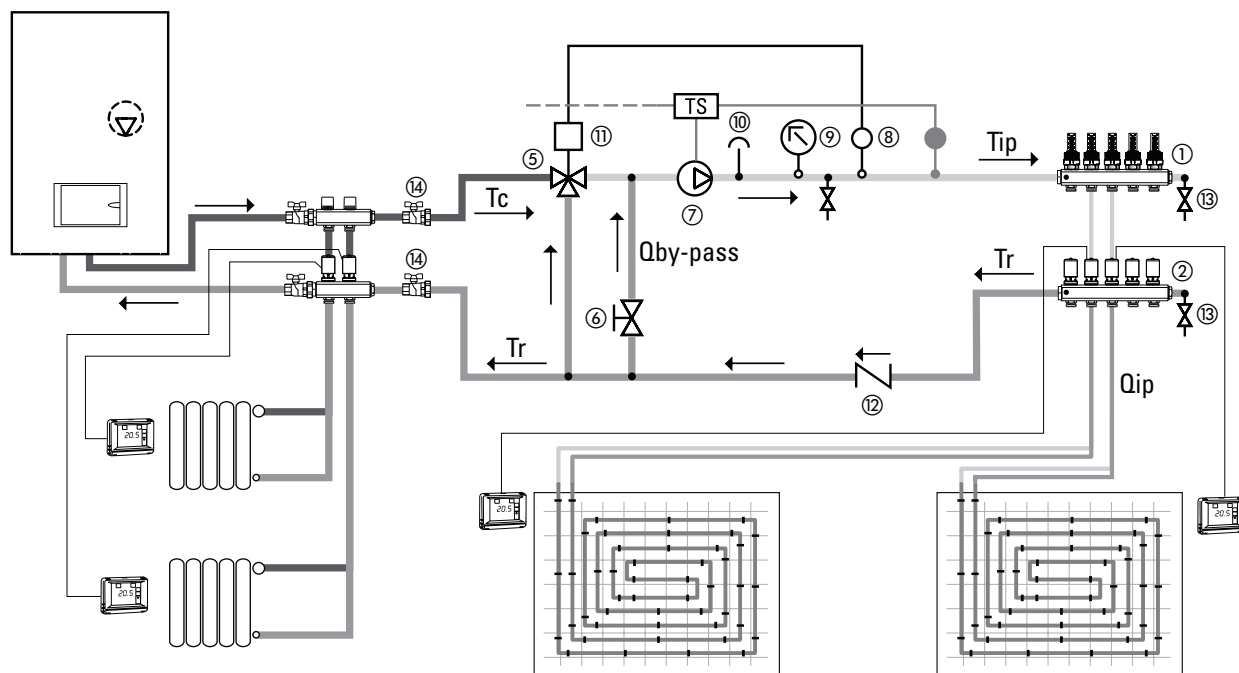 TS
⑩
⑪
⑨
⑧
Tip
①
⑤
⑭
Tc
⑦
⑬
Qby-pass
⑭
Tr
②
⑥
⑬
Tr
⑫
Qip
20.5
20.5
20.5
20.5